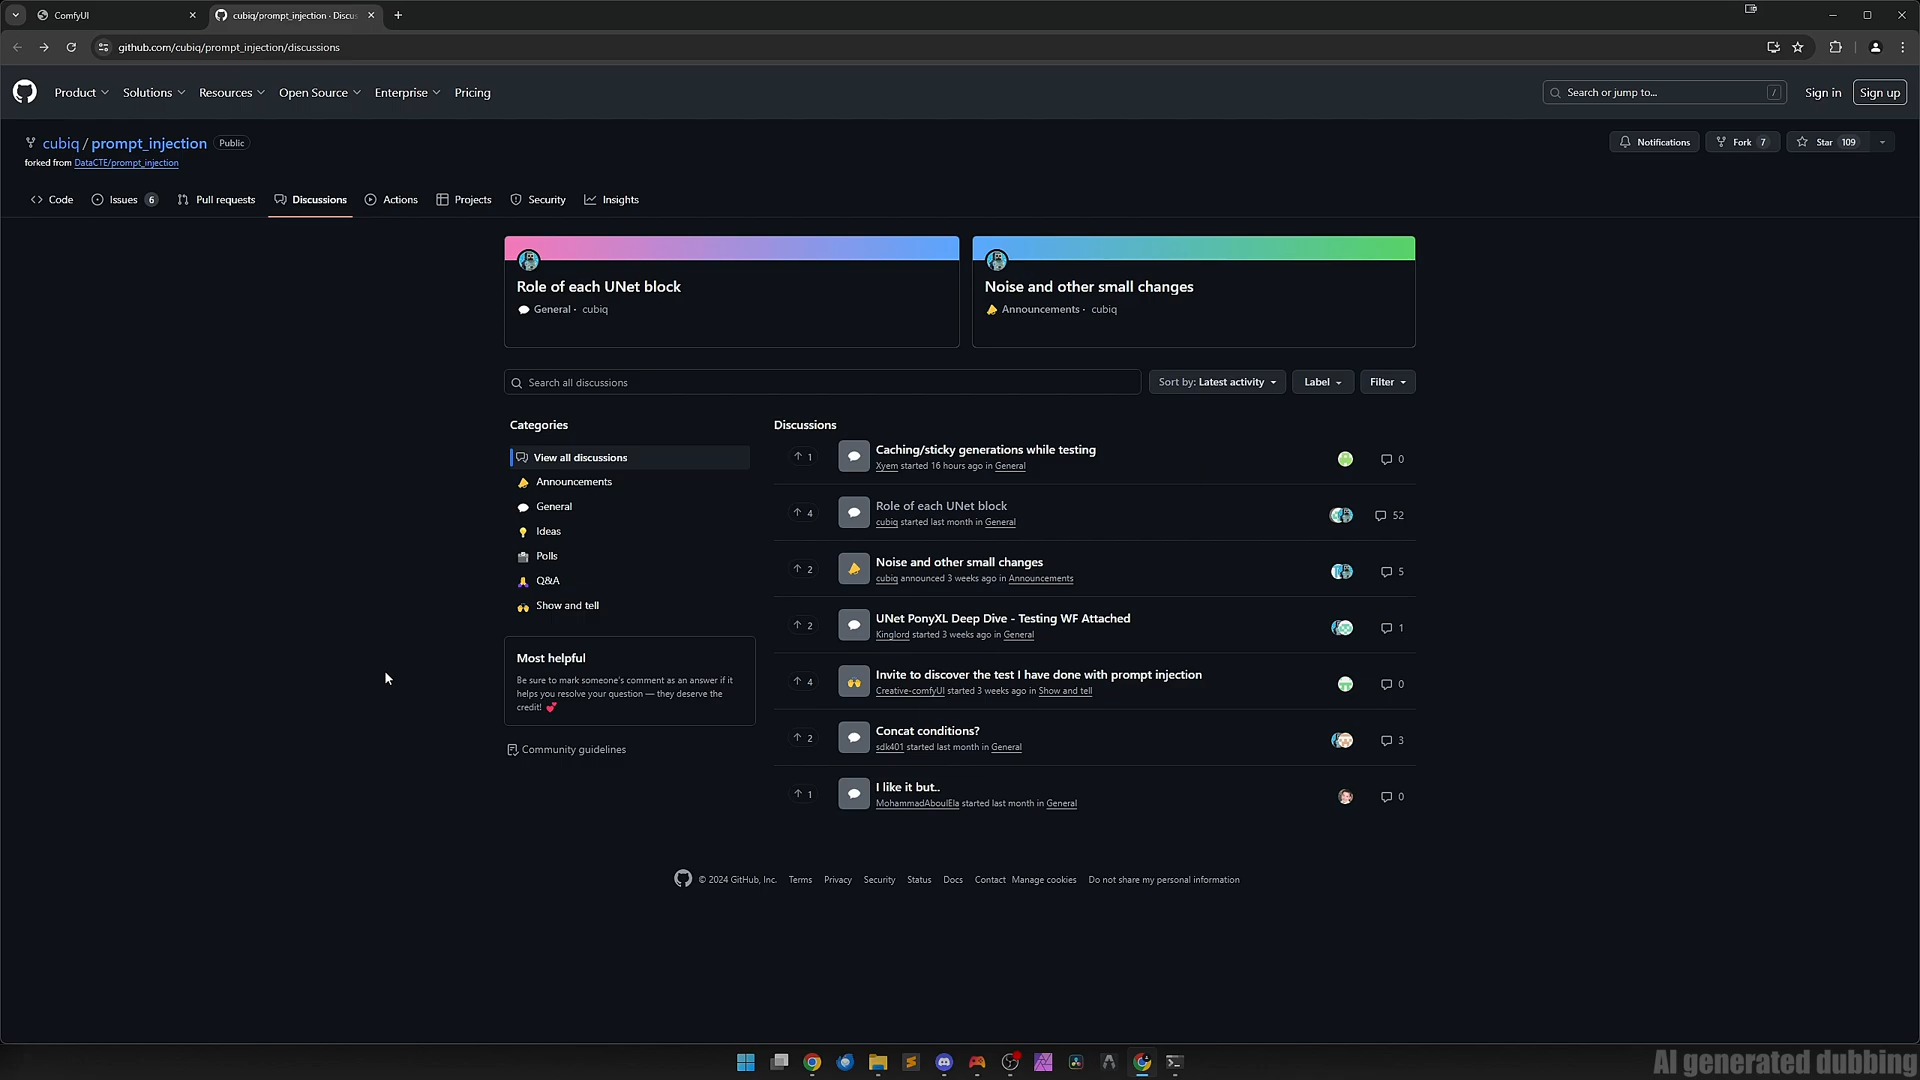 ComfyUI
cubiq/prompt_injection · Discus
github.com/cubiq/prompt_injection/discussions
Product Solutions Resources Open Source Enterprise Pricing
Search or jump to... /
Sign in
Sign up
cubiq / prompt_injection Public
forked from DataCTE/prompt_injection
Notifications
Fork 7
Star 109
Code
Issues 6
Pull requests
Discussions
Actions
Projects
Security
Insights
Role of each UNet block
General · cubiq
Noise and other small changes
Announcements · cubiq
Search all discussions
Sort by: Latest activity
Label
Filter
Categories
View all discussions
Announcements
General
Ideas
Polls
Q&A
Show and tell
Most helpful
Be sure to mark someone's comment as an answer if it
helps you resolve your question — they deserve the
credit! 💕
Community guidelines
Discussions
1
Caching/sticky generations while testing
Xyem started 16 hours ago in General
0
4
Role of each UNet block
cubiq started last month in General
52
2
Noise and other small changes
cubiq announced 3 weeks ago in Announcements
5
2
UNet PonyXL Deep Dive - Testing WF Attached
Kinglord started 3 weeks ago in General
1
4
Invite to discover the test I have done with prompt injection
Creative-comfyUI started 3 weeks ago in Show and tell
0
2
Concat conditions?
sdk401 started last month in General
3
1
I like it but..
MohammadAboulEla started last month in General
0
© 2024 GitHub, Inc. Terms Privacy Security Status Docs Contact Manage cookies Do not share my personal information
AI generated dubbing